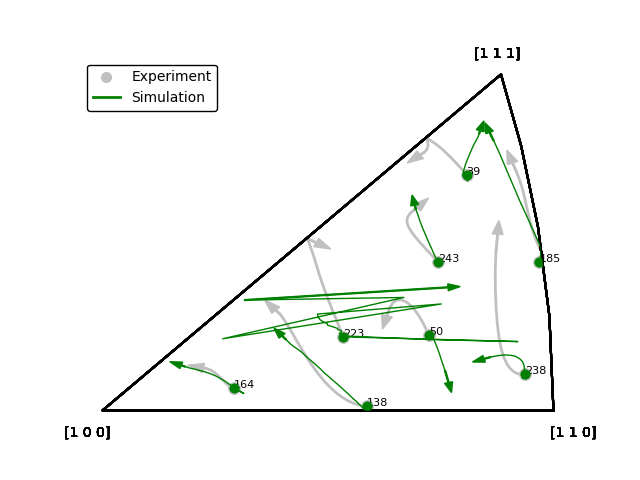 [1 1 1]
Experiment
Simulation
39
243
185
223
50
238
164
138
[1 0 0]
[1 1 0]